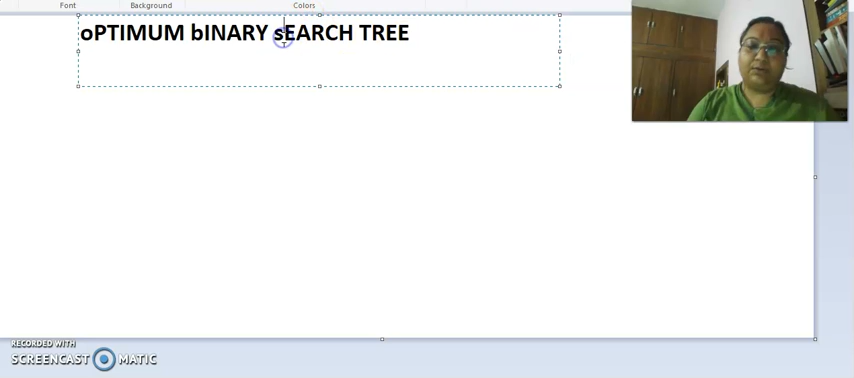 Font Background Colors
oPTIMUM bINARY sEARCH TREE
RECORDED WITH
SCREENCAST MATIC